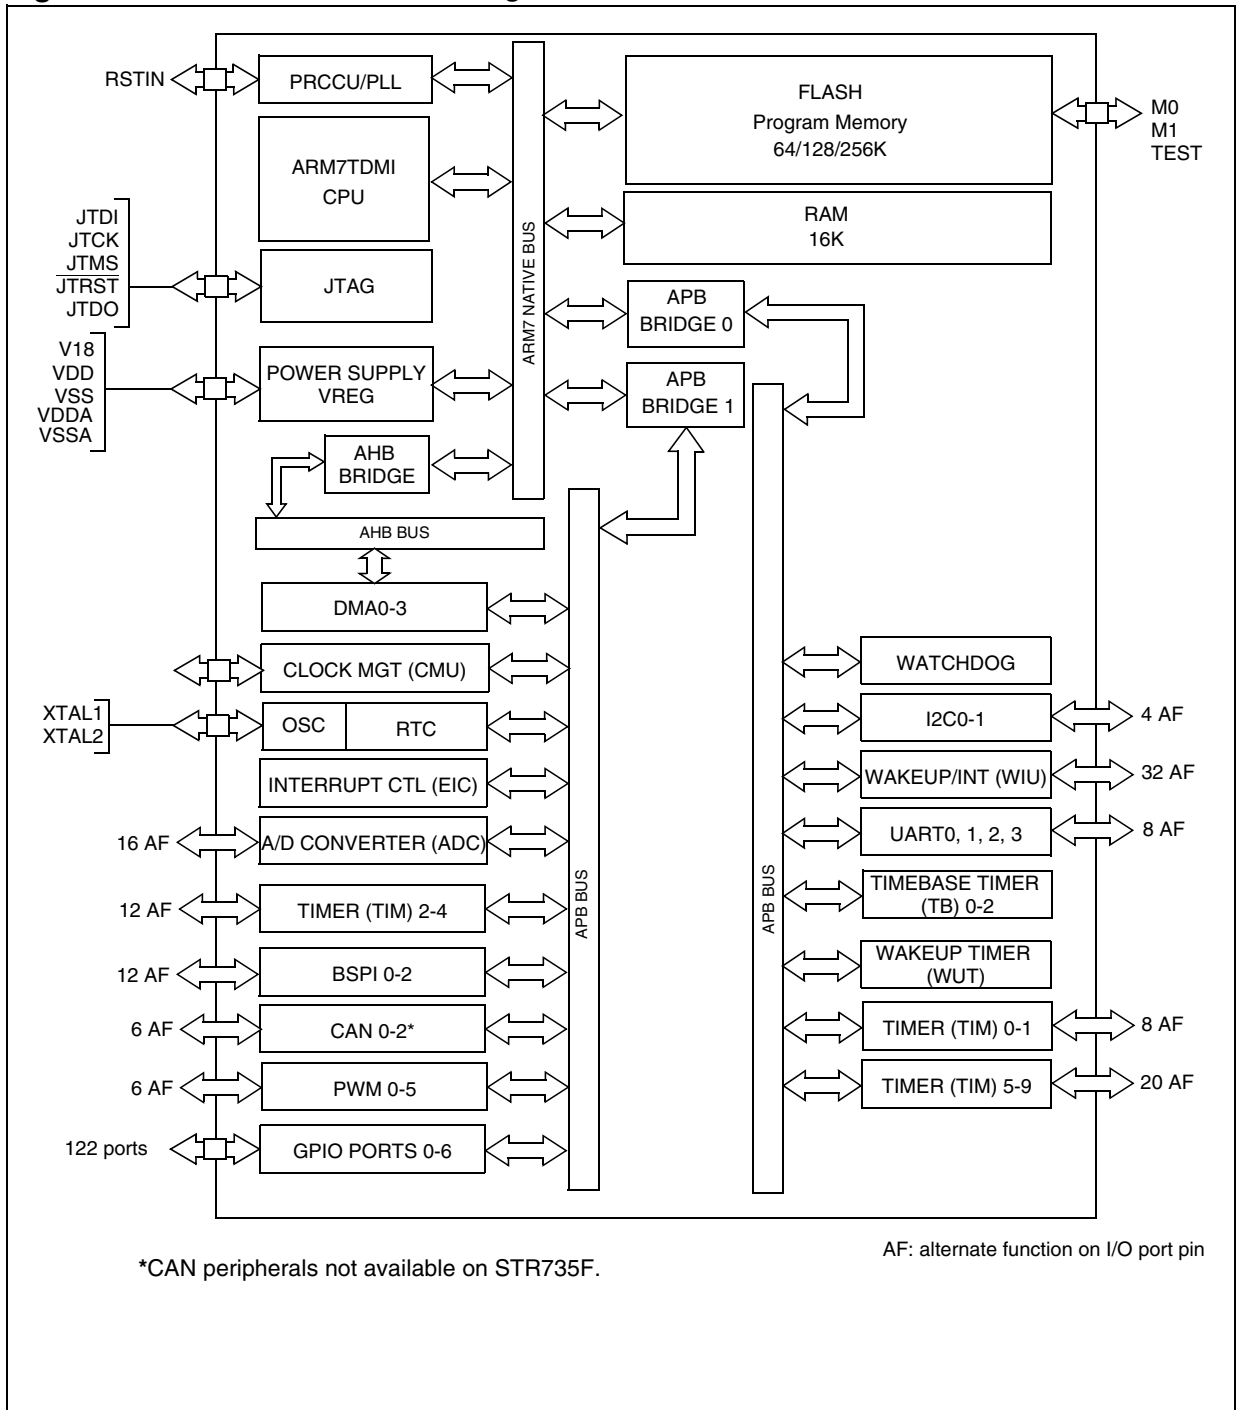 RSTIN
PRCCU/PLL
FLASH
Program Memory
64/128/256K
M0
M1
TEST
ARM7TDMI
CPU
RAM
16K
JTDI
JTCK
JTMS
JTRST
JTDO
JTAG
ARM7 NATIVE BUS
APB
BRIDGE 0
V18
VDD
VSS
VDDA
VSSA
POWER SUPPLY
VREG
APB
BRIDGE 1
AHB
BRIDGE
AHB BUS
DMA0-3
CLOCK MGT (CMU)
XTAL1
XTAL2
OSC
RTC
INTERRUPT CTL (EIC)
16 AF
A/D CONVERTER (ADC)
12 AF
TIMER (TIM) 2-4
12 AF
BSPI 0-2
6 AF
CAN 0-2*
6 AF
PWM 0-5
122 ports
GPIO PORTS 0-6
APB BUS
APB BUS
WATCHDOG
I2C0-1
4 AF
WAKEUP/INT (WIU)
32 AF
UART0, 1, 2, 3
8 AF
TIMEBASE TIMER
(TB) 0-2
WAKEUP TIMER
(WUT)
TIMER (TIM) 0-1
8 AF
TIMER (TIM) 5-9
20 AF
AF: alternate function on I/O port pin
*CAN peripherals not available on STR735F.